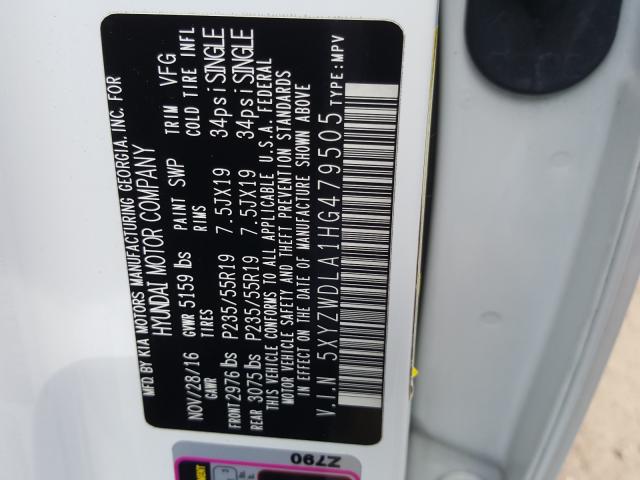 MFD. BY KIA MOTORS MANUFACTURING GEORGIA, INC. FOR
HYUNDAI MOTOR COMPANY
NOV/28/16 PAINT SWP TRIM VFG
GVWR 5159 lbs
GAWR TIRES RIMS COLD TIRE INFL
FRONT 2976 lbs P235/55R19 7.5JX19 34psi SINGLE
REAR 3075 lbs P235/55R19 7.5JX19 34psi SINGLE
THIS VEHICLE CONFORMS TO ALL APPLICABLE U.S.A. FEDERAL
MOTOR VEHICLE SAFETY AND THEFT PREVENTION STANDARDS
IN EFFECT ON THE DATE OF MANUFACTURE SHOWN ABOVE
V.I.N 5XYZWDLA1HG479505 TYPE:MPV
Z790